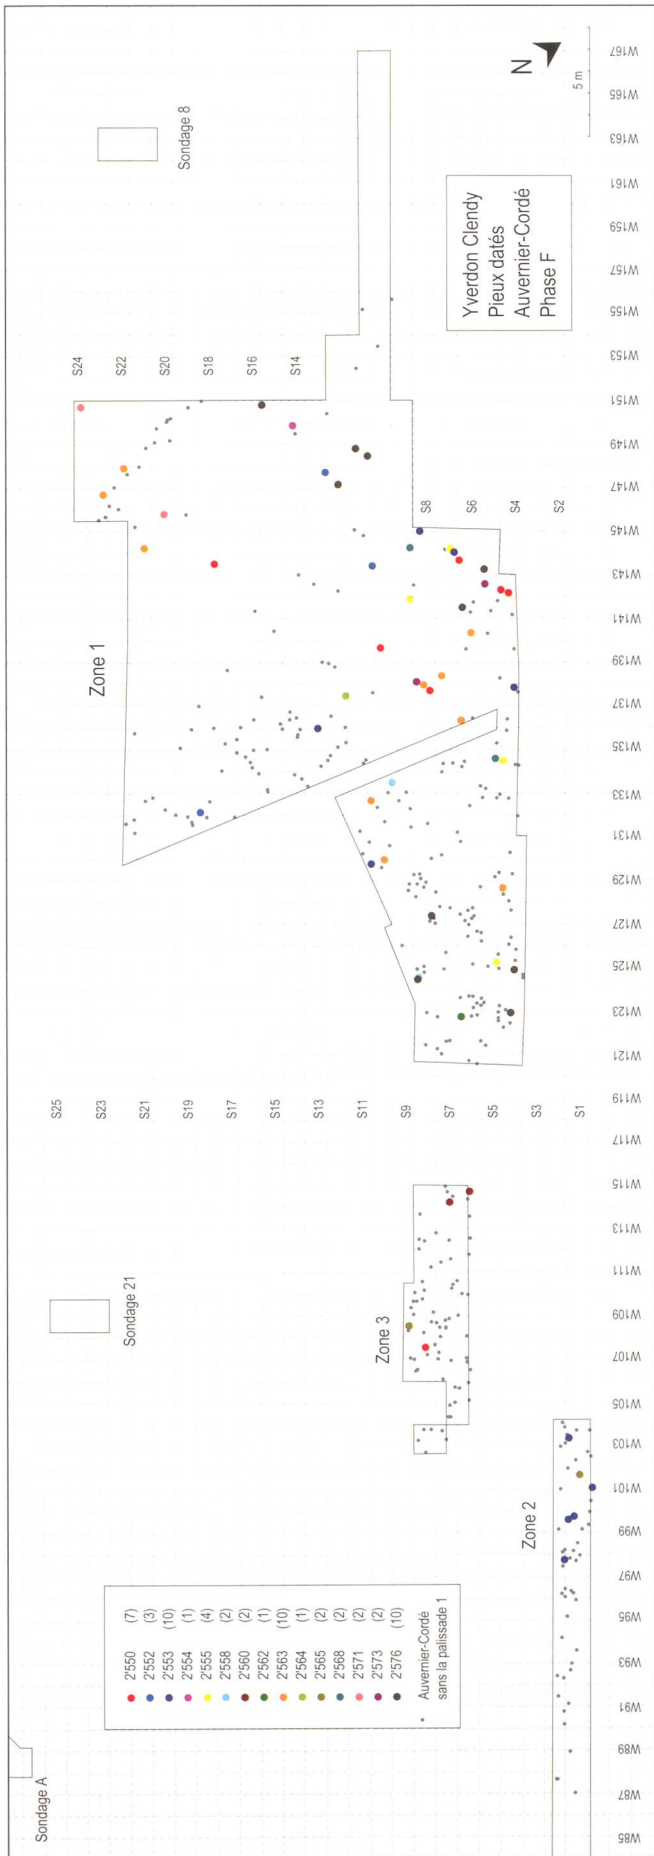 Yverdon Clendy
Pieux datés
Auvernier-Cordé
Phase F
N
5 m
Sondage 8
Sondage 21
Sondage A
Zone 1
Zone 3
Zone 2
S24
S22
S20
S18
S16
S14
S8
S6
S4
S2
S25
S23
S21
S19
S17
S15
S13
S11
S9
S7
S5
S3
S1
W167
W165
W163
W161
W159
W157
W155
W153
W151
W149
W147
W145
W143
W141
W139
W137
W135
W133
W131
W129
W127
W125
W123
W121
W119
W117
W115
W113
W111
W109
W107
W105
W103
W101
W99
W97
W95
W93
W91
W89
W87
W85
2'550 (7)
2'552 (3)
2'553 (10)
2'554 (1)
2'555 (4)
2'558 (2)
2'560 (2)
2'562 (1)
2'563 (10)
2'564 (1)
2'565 (2)
2'568 (2)
2'571 (2)
2'573 (2)
2'576 (10)
Auvernier-Cordé
sans la palissade 1